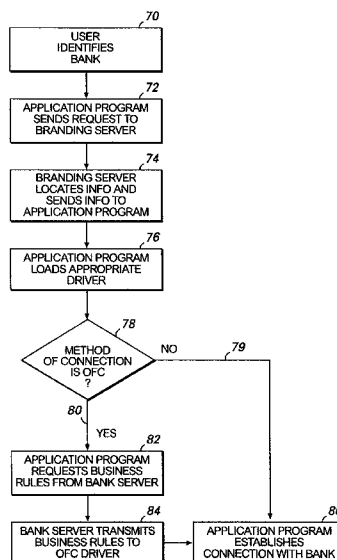 70
USER
IDENTIFIES
BANK
72
APPLICATION PROGRAM
SENDS REQUEST TO
BRANDING SERVER
74
BRANDING SERVER
LOCATES INFO AND
SENDS INFO TO
APPLICATION PROGRAM
76
APPLICATION PROGRAM
LOADS APPROPRIATE
DRIVER
78
METHOD
OF CONNECTION
IS OFC
?
NO
79
80
YES
82
APPLICATION PROGRAM
REQUESTS BUSINESS
RULES FROM BANK SERVER
84
BANK SERVER TRANSMITS
BUSINESS RULES TO
OFC DRIVER
APPLICATION PROGRAM
ESTABLISHES
CONNECTION WITH BANK